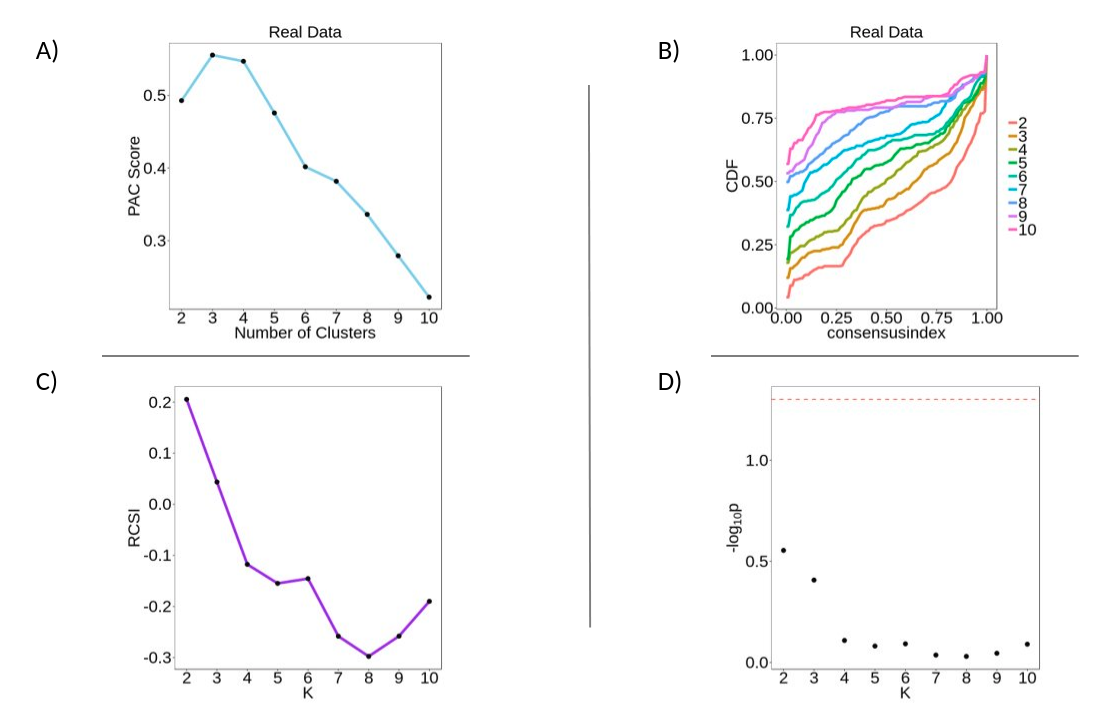 A)
Real Data
PAC Score
0.5
0.4
0.3
2 3 4 5 6 7 8 9 10
Number of Clusters
B)
Real Data
CDF
1.00
0.75
0.50
0.25
0.00
0.00 0.25 0.50 0.75 1.00
consensusindex
2
3
4
5
6
7
8
9
10
C)
RCSI
0.2
0.1
0.0
-0.1
-0.2
-0.3
2 3 4 5 6 7 8 9 10
K
D)
-log10p
1.0
0.5
0.0
2 3 4 5 6 7 8 9 10
K